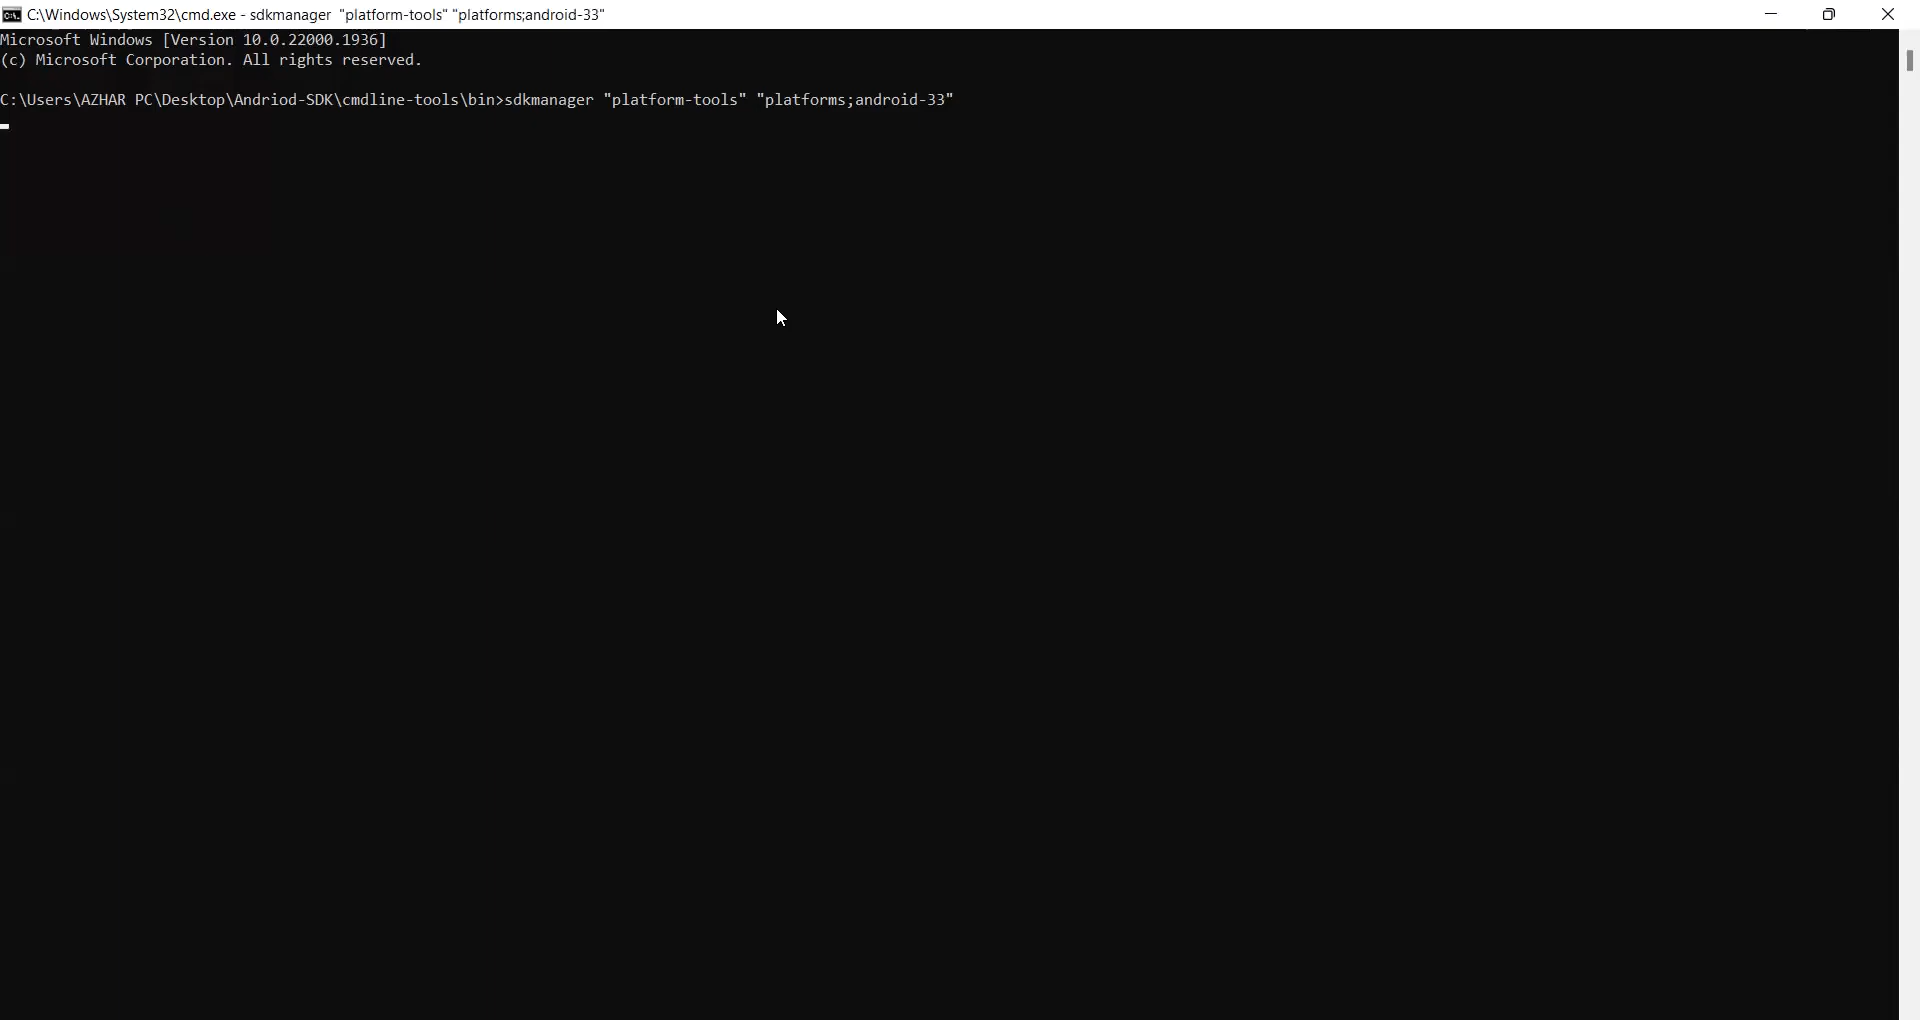 C:\Windows\System32\cmd.exe - sdkmanager  "platform-tools" "platforms;android-33"
Microsoft Windows [Version 10.0.22000.1936]
(c) Microsoft Corporation. All rights reserved.
C:\Users\AZHAR PC\Desktop\Andriod-SDK\cmdline-tools\bin>sdkmanager "platform-tools" "platforms;android-33"